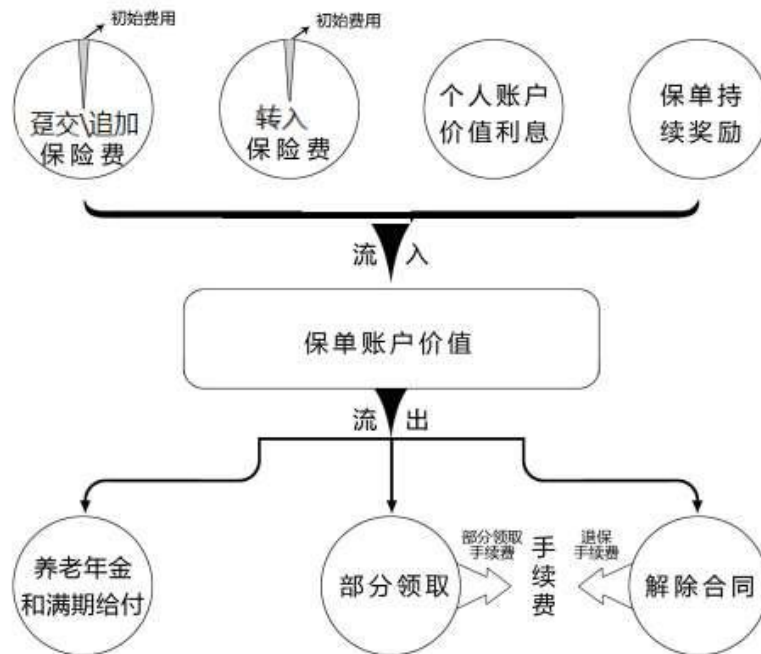 初始费用
初始费用
趸交\追加
保险费
转入
保险费
个人账户
价值利息
保单持
续奖励
流入
保单账户价值
流出
养老年金
和满期给付
部分领取
部分领取
手续费
手续费
退保
手续费
解除合同